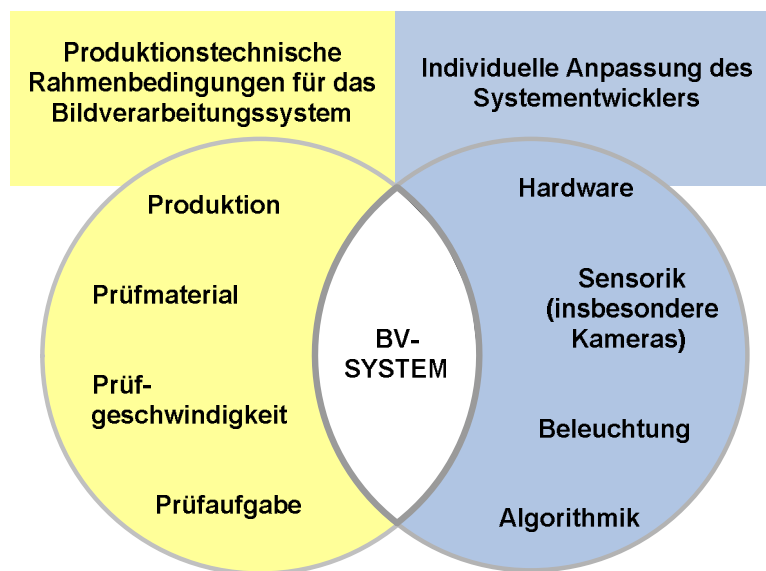 Produktionstechnische
Rahmenbedingungen für das
Bildverarbeitungssystem
Individuelle Anpassung des
Systementwicklers
Produktion
Prüfmaterial
Prüf-
geschwindigkeit
Prüfaufgabe
BV-
SYSTEM
Hardware
Sensorik
(insbesondere
Kameras)
Beleuchtung
Algorithmik